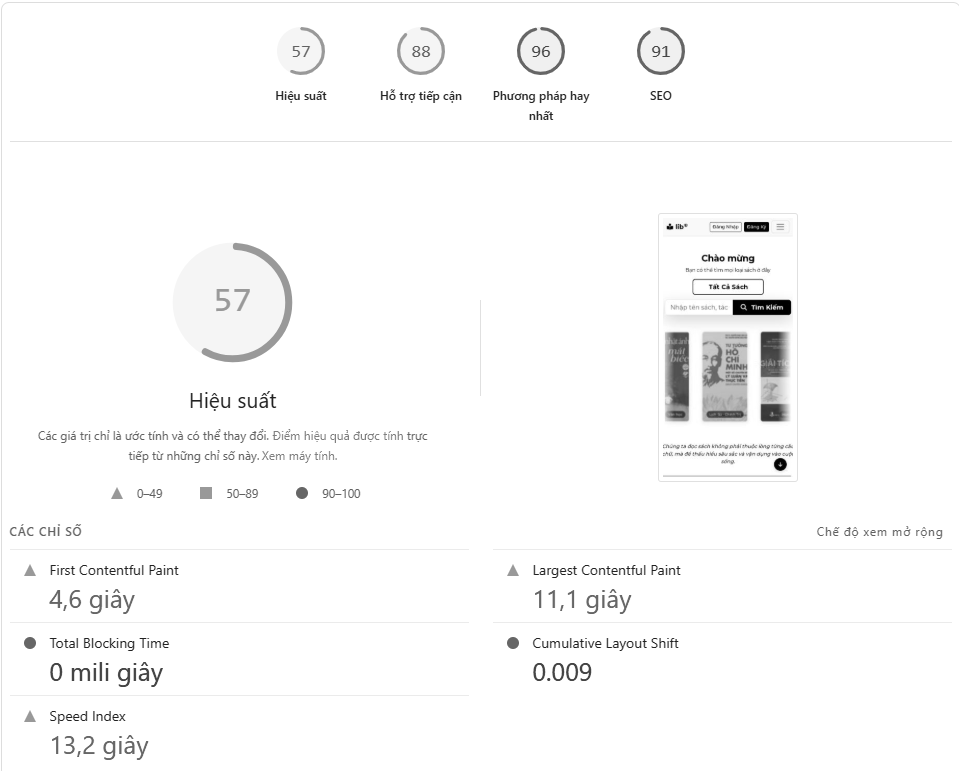 57
88
96
91
Hiệu suất
Hỗ trợ tiếp cận
Phương pháp hay
nhất
SEO
57
Hiệu suất
Các giá trị chỉ là ước tính và có thể thay đổi. Điểm hiệu quả được tính trực
tiếp từ những chỉ số này. Xem máy tính.
0–49
50–89
90–100
lib
Đăng Nhập
Đăng Ký
Chào mừng
Bạn có thể tìm mọi loại sách ở đây
Tất Cả Sách
Nhập tên sách, tác
Tìm Kiếm
mắt
biếc
TƯ TƯỞNG
HỒ
CHÍ
MINH
GIẢI TÍC
Chúng ta đọc sách không phải thuộc lòng từng câu
chữ, mà để thấu hiểu sâu sắc và vận dụng vào cuộc
sống.
CÁC CHỈ SỐ
Chế độ xem mở rộng
First Contentful Paint
4,6 giây
Largest Contentful Paint
11,1 giây
Total Blocking Time
0 mili giây
Cumulative Layout Shift
0.009
Speed Index
13,2 giây